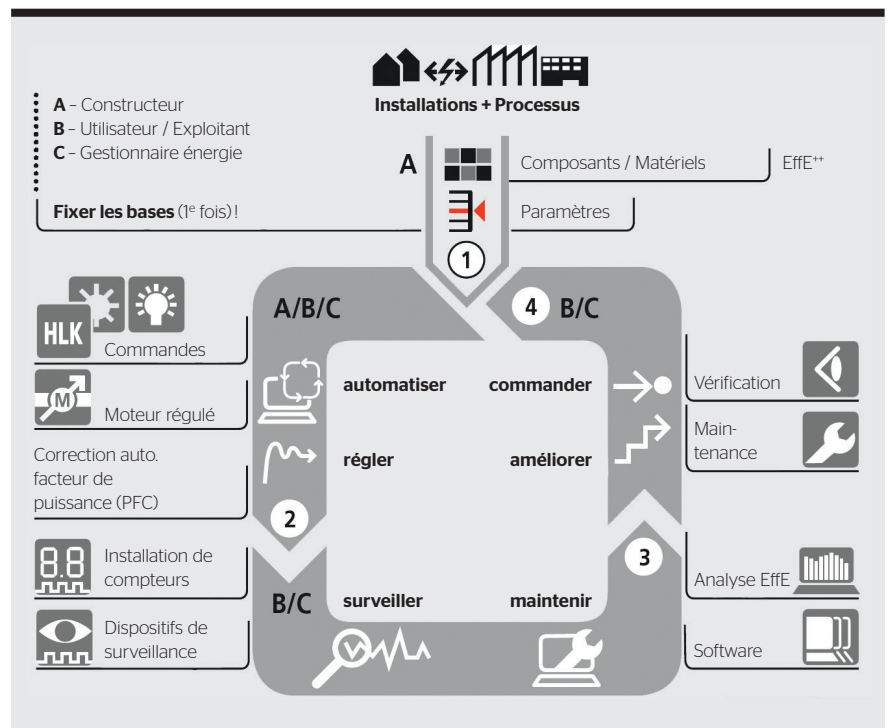 Installations + Processus
A – Constructeur
B – Utilisateur / Exploitant
C – Gestionnaire énergie
Fixer les bases (1e fois) !
A
Composants / Matériels
EffE++
Paramètres
1
A/B/C
4
B/C
HLK
Commandes
M
Moteur régulé
Correction auto.
facteur de
puissance (PFC)
automatiser
commander
régler
améliorer
Vérification
Main-
tenance
2
3
8.8
Installation de
compteurs
Dispositifs de
surveillance
B/C
surveiller
maintenir
V
Analyse EffE
Software